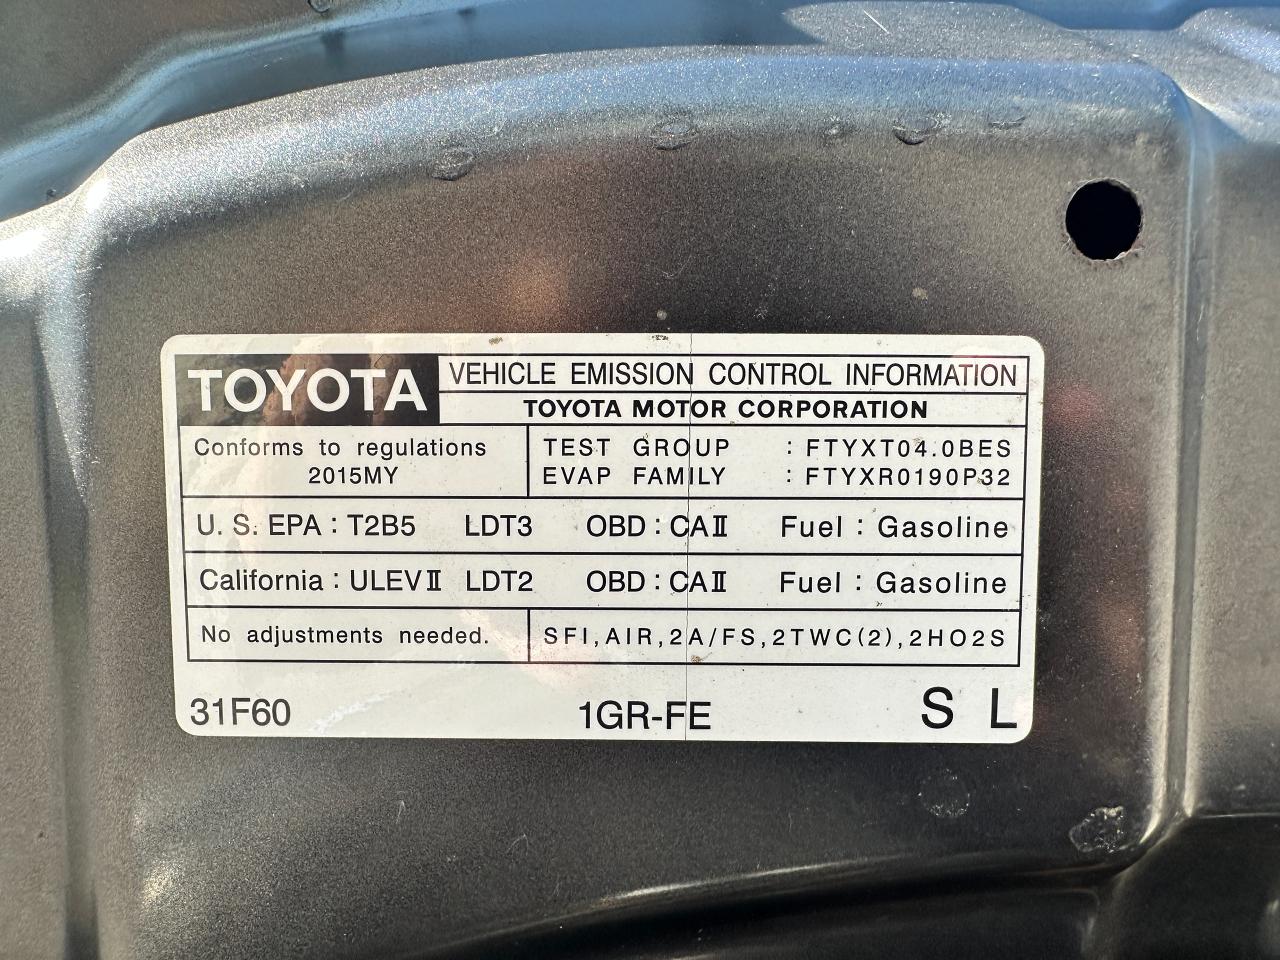 TOYOTA
VEHICLE EMISSION CONTROL INFORMATION
TOYOTA MOTOR CORPORATION
Conforms to regulations
2015MY
TEST GROUP : FTYXT04.0BES
EVAP FAMILY : FTYXR0190P32
U. S. EPA : T2B5 LDT3 OBD : CAⅡ Fuel : Gasoline
California : ULEVⅡ LDT2 OBD : CAⅡ Fuel : Gasoline
No adjustments needed.
SFI,AIR,2A/FS,2TWC(2),2HO2S
31F60 1GR-FE S L